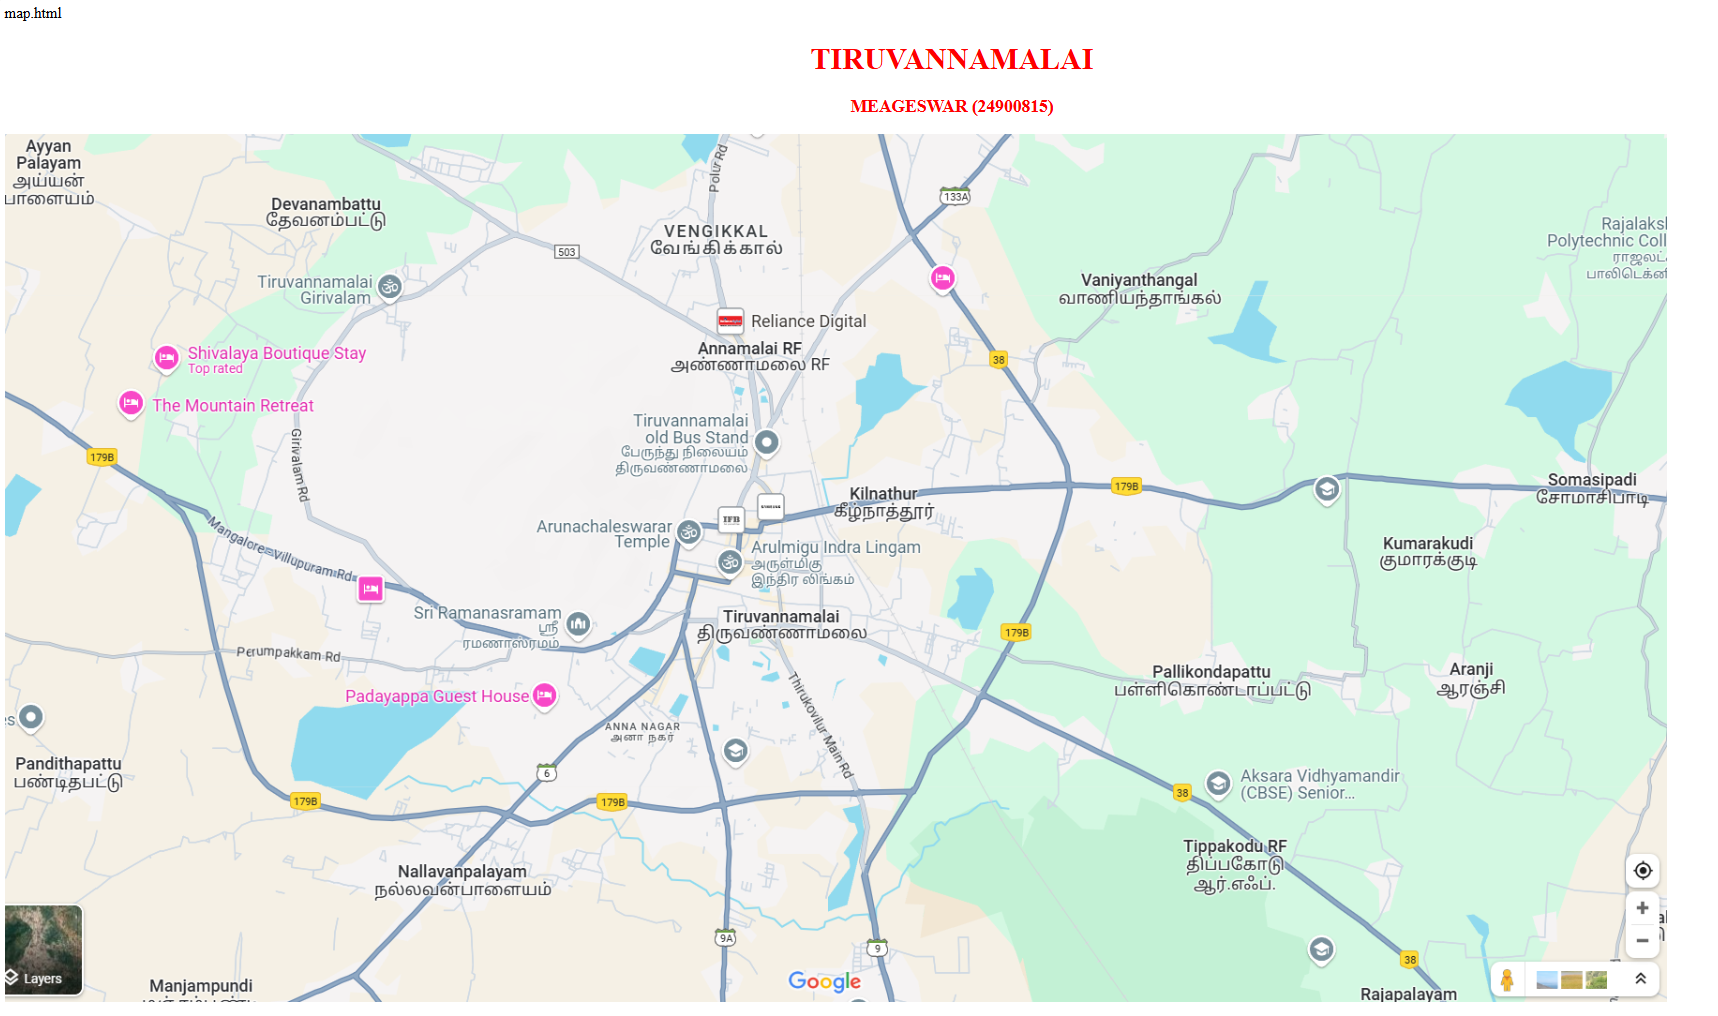 map.html
TIRUVANNAMALAI
MEAGESWAR (24900815)
Ayyan
Palayam
அய்யன்
பாளையம்
Devanambattu
தேவனம்பட்டு
Polur Rd
133A
VENGIKKAL
வேங்கிக்கால்
503
Rajalaks
Polytechnic Coll
ராஜலட்
பாலிடெக்னி
Tiruvannamalai
Girivalam
Vaniyanthangal
வாணியந்தாங்கல்
Reliance Digital
Annamalai RF
அண்ணாமலை RF
38
Shivalaya Boutique Stay
Top rated
The Mountain Retreat
Girivalam Rd
179B
Tiruvannamalai
old Bus Stand
பேருந்து நிலையம்
திருவண்ணாமலை
Kilnathur
கீழநாத்தூர்
179B
Somasipadi
சோமாசிபாடி
IFB
Arunachaleswarar
Temple
Mangalore - Villupuram Rd
Arulmigu Indra Lingam
அருள்மிகு
இந்திர லிங்கம்
Kumarakudi
குமாரக்குடி
Sri Ramanasramam
ஸ்ரீ
ரமணாஸ்ரமம்
Tiruvannamalai
திருவண்ணாமலை
179B
Perumpakkam Rd
Pallikondapattu
பள்ளிகொண்டாப்பட்டு
Aranji
ஆரஞ்சி
Padayappa Guest House
Thirukovilur Main Rd
es
ANNA NAGAR
அனா நகர்
Pandithapattu
பண்டிதபட்டு
6
179B
179B
38
Aksara Vidhyamandir
(CBSE) Senior...
Tippakodu RF
திப்பகோடு
ஆர்.எஃப்.
Nallavanpalayam
நல்லவன்பாளையம்
9A
9
38
Layers
Google
Manjampundi
Rajapalayam